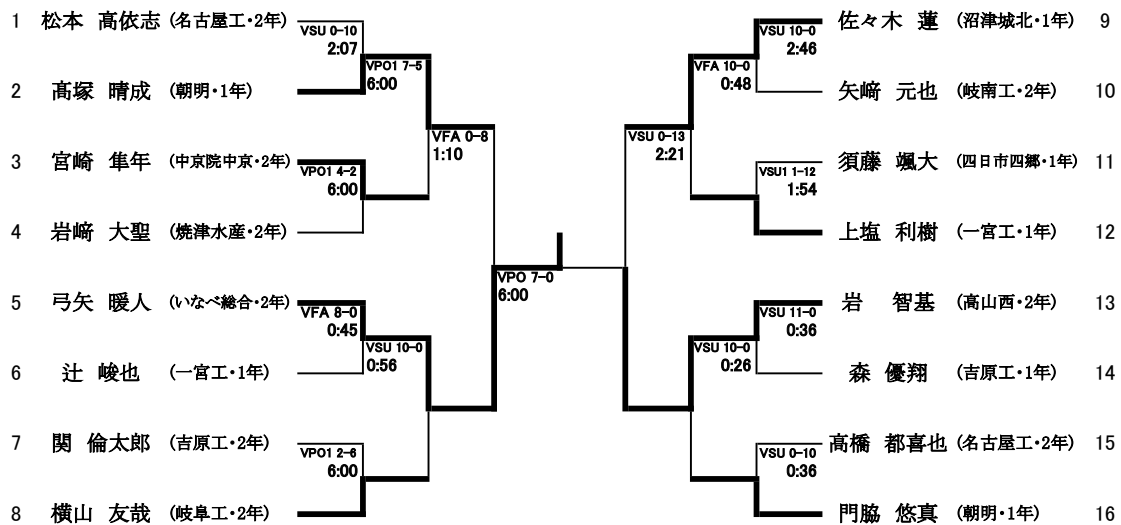 1 松本 高依志 (名古屋工・2年)
VSU 0-10
2:07
2 髙塚 晴成 (朝明・1年)
VPO1 7-5
6:00
3 宮崎 隼年 (中京院中京・2年)
VPO1 4-2
6:00
4 岩﨑 大聖 (焼津水産・2年)
VFA 0-8
1:10
5 弓矢 暖人 (いなべ総合・2年)
VFA 8-0
0:45
6 辻 峻也 (一宮工・1年)
VSU 10-0
0:56
7 関 倫太郎 (吉原工・2年)
VPO1 2-6
6:00
8 横山 友哉 (岐阜工・2年)
VPO 7-0
6:00
佐々木 蓮 (沼津城北・1年) 9
VSU 10-0
2:46
矢﨑 元也 (岐南工・2年) 10
VFA 10-0
0:48
須藤 颯大 (四日市四郷・1年) 11
VSU1 1-12
1:54
上塩 利樹 (一宮工・1年) 12
VSU 0-13
2:21
岩 智基 (高山西・2年) 13
VSU 11-0
0:36
森 優翔 (吉原工・1年) 14
VSU 10-0
0:26
高橋 都喜也 (名古屋工・2年) 15
VSU 0-10
0:36
門脇 悠真 (朝明・1年) 16